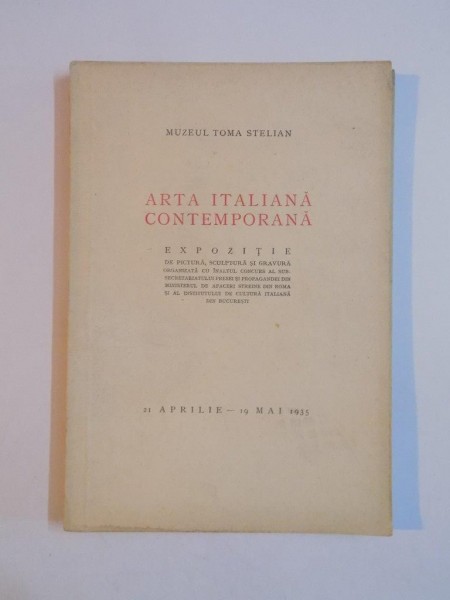 MUZEUL TOMA STELIAN
ARTA ITALIANĂ
CONTEMPORANĂ
EXPOZIȚIE
DE PICTURĂ, SCULPTURĂ ȘI GRAVURĂ
ORGANIZATĂ CU ÎNALTUL CONCURS AL SUB-
SECRETARIATULUI PRESEI ȘI PROPAGANDEI DIN
MINISTERUL DE AFACERI STREINE DIN ROMA
ȘI AL INSTITUTULUI DE CULTURĂ ITALIANĂ
DIN BUCUREȘTI
21 APRILIE — 19 MAI 1935